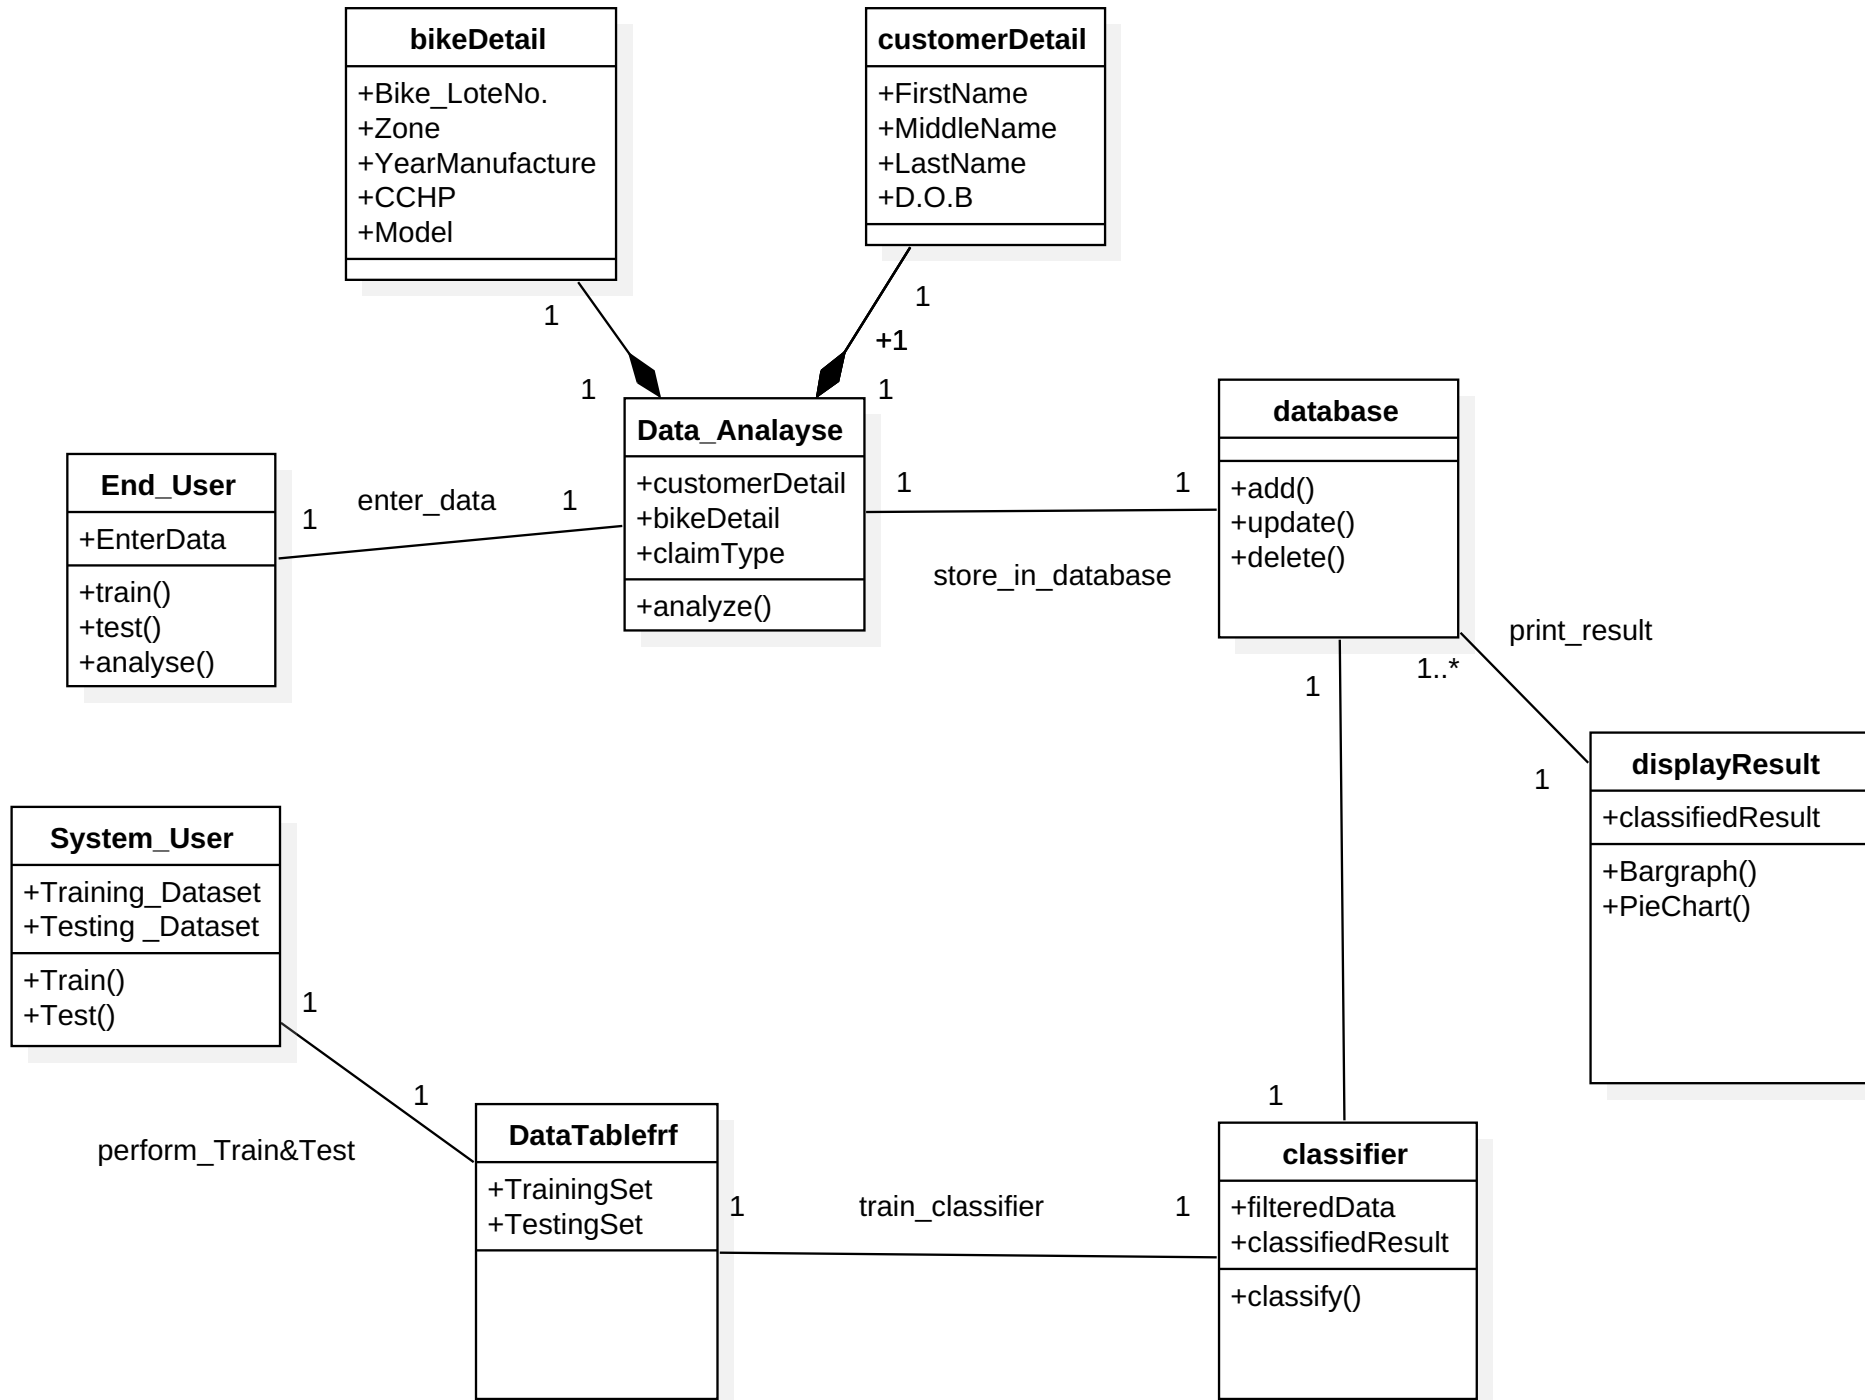 bikeDetail
+Bike_LoteNo.
+Zone
+YearManufacture
+CCHP
+Model
customerDetail
+FirstName
+MiddleName
+LastName
+D.O.B
1
1
+1
1
1
Data_Analayse
+customerDetail
+bikeDetail
+claimType
+analyze()
database
+add()
+update()
+delete()
End_User
+EnterData
+train()
+test()
+analyse()
1
enter_data
1
1
1
store_in_database
print_result
1..*
1
1
displayResult
+classifiedResult
+Bargraph()
+PieChart()
System_User
+Training_Dataset
+Testing _Dataset
+Train()
+Test()
1
1
perform_Train&Test
DataTablefrf
+TrainingSet
+TestingSet
1
train_classifier
1
1
classifier
+filteredData
+classifiedResult
+classify()